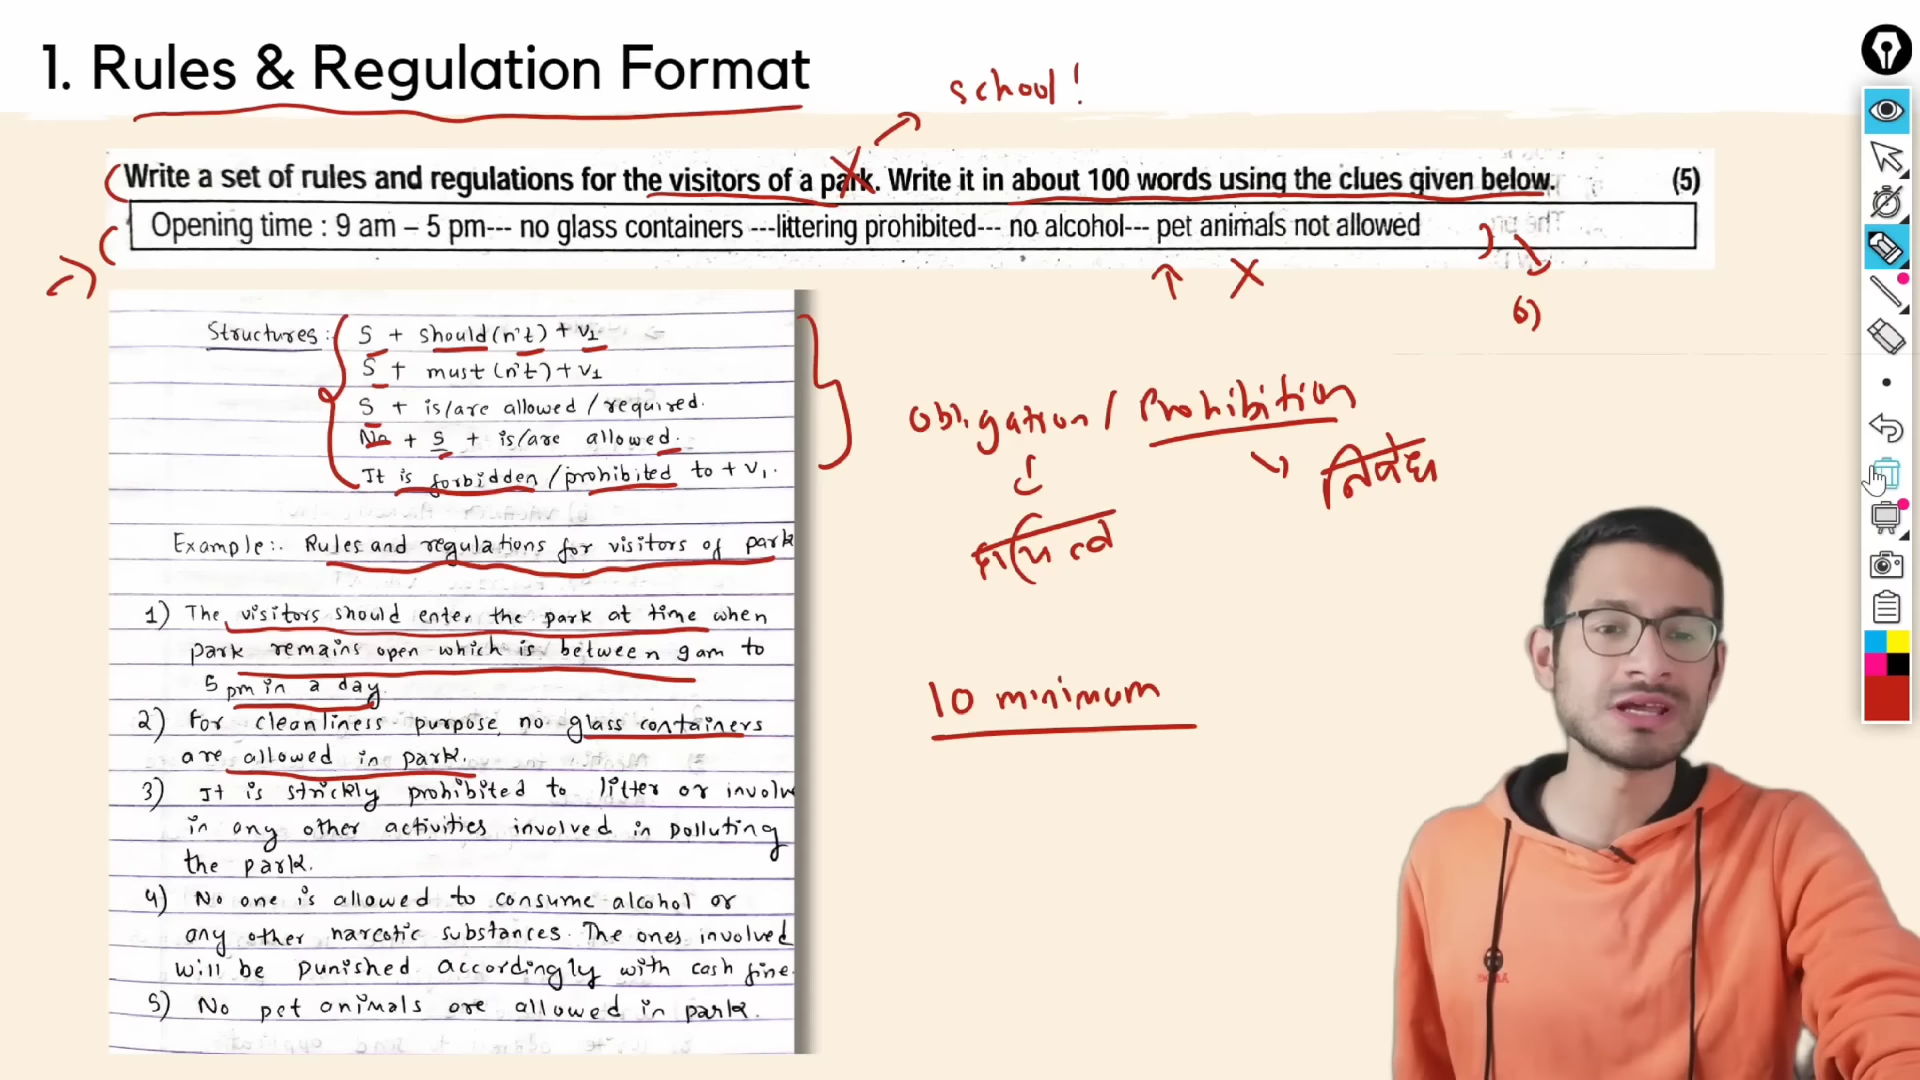 1. Rules & Regulation Format
school!
Write a set of rules and regulations for the visitors of a park. Write it in about 100 words using the clues given below. (5)
Opening time : 9 am – 5 pm--- no glass containers ---littering prohibited--- no alcohol--- pet animals not allowed
6)
Structures:
S + should(n't) + V1
S + must(n't) + V1
S + is/are allowed / required.
No + S + is/are allowed.
It is forbidden / prohibited to + V1.
Obligation / Prohibition
Example:- Rules and regulations for visitors of park
1) The visitors should enter the park at time when
park remains open which is between 9am to
5 pm in a day.
2) For cleanliness purpose, no glass containers
are allowed in park.
3) It is strickly prohibited to litter or involv
in any other activities involved in polluting
the park.
4) No one is allowed to consume alcohol or
any other narcotic substances. The ones involved
will be punished accordingly with cash fine.
5) No pet animals are allowed in park.
10 minimum